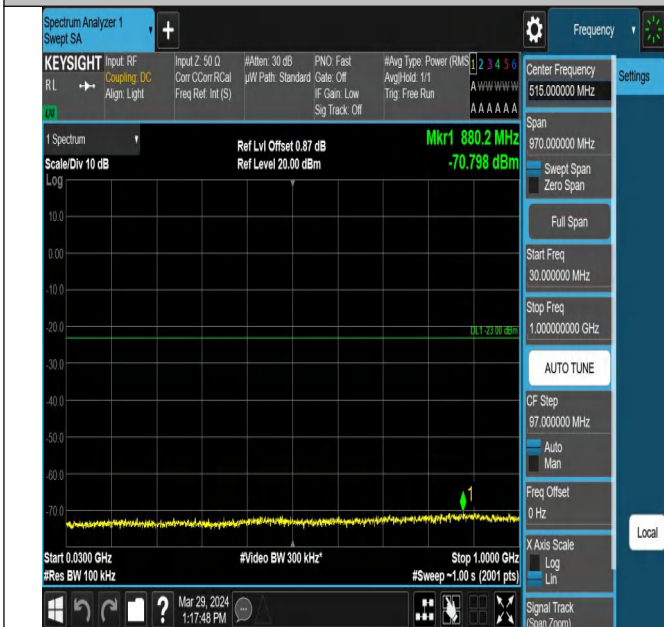 Spectrum Analyzer 1
Swept SA
+
Frequency
KEYSIGHT
RL
LXI
Input: RF
Coupling: DC
Align: Light
Input Z: 50 Ω
Corr CCorr RCal
Freq Ref: Int (S)
#Atten: 30 dB
µW Path: Standard
PNO: Fast
Gate: Off
IF Gain: Low
Sig Track: Off
#Avg Type: Power (RMS
Avg|Hold: 1/1
Trig: Free Run
1 2 3 4 5 6
A W W W W W
A A A A A A
Center Frequency
515.000000 MHz
Settings
Span
970.000000 MHz
Swept Span
Zero Span
Full Span
Start Freq
30.000000 MHz
Stop Freq
1.000000000 GHz
AUTO TUNE
CF Step
97.000000 MHz
Auto
Man
Freq Offset
0 Hz
X Axis Scale
Log
Lin
Local
Signal Track
(Span Zoom)
1 Spectrum
Scale/Div 10 dB
Ref Lvl Offset 0.87 dB
Ref Level 20.00 dBm
Mkr1 880.2 MHz
-70.798 dBm
Log
10.0
0.00
-10.0
-20.0
DL1 -23.00 dBm
-30.0
-40.0
-50.0
-60.0
1
-70.0
Start 0.0300 GHz
#Video BW 300 kHz*
Stop 1.0000 GHz
#Res BW 100 kHz
#Sweep ~1.00 s (2001 pts)
?
Mar 29, 2024
1:17:48 PM